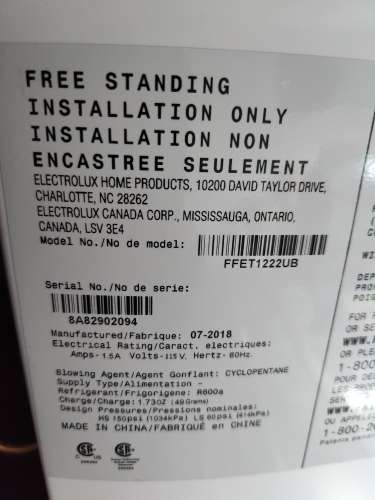 FREE STANDING
INSTALLATION ONLY
INSTALLATION NON
ENCASTREE SEULEMENT
ELECTROLUX HOME PRODUCTS, 10200 DAVID TAYLOR DRIVE,
CHARLOTTE, NC 28262
ELECTROLUX CANADA CORP., MISSISSAUGA, ONTARIO,
CANADA, LSV 3E4
Model No./No de model:
FFET1222UB
Serial No./No de serie:
8A82902094
Manufactured/Fabrique: 07-2018
Electrical Rating/Caract. electriques:
Amps- 1.5A Volts-115 V, Hertz- 60Hz.
Blowing Agent/Agent Gonflant: CYCLOPENTANE
Supply Type/Alimentation -
Refrigerant/Frigorigene: R600a
Charge/Charge: 1.73OZ (49Grams)
Design Pressures/Pressions nominales:
HS 150psi (1034kPa) LS 60psi (414kPa)
MADE IN CHINA/FABRIQUÉ EN CHINE